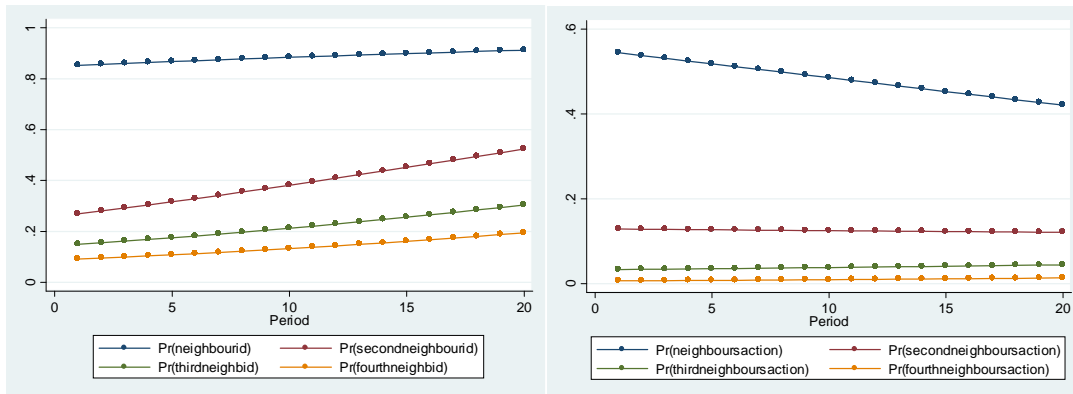 1
.8
.6
.4
.2
0
0 5 10 15 20
Period
Pr(neighbourid) Pr(secondneighbourid)
Pr(thirdneighbid) Pr(fourthneighbid)
.6
.4
.2
0
0 5 10 15 20
Period
Pr(neighboursaction) Pr(secondneighboursaction)
Pr(thirdneighboursaction) Pr(fourthneighboursaction)